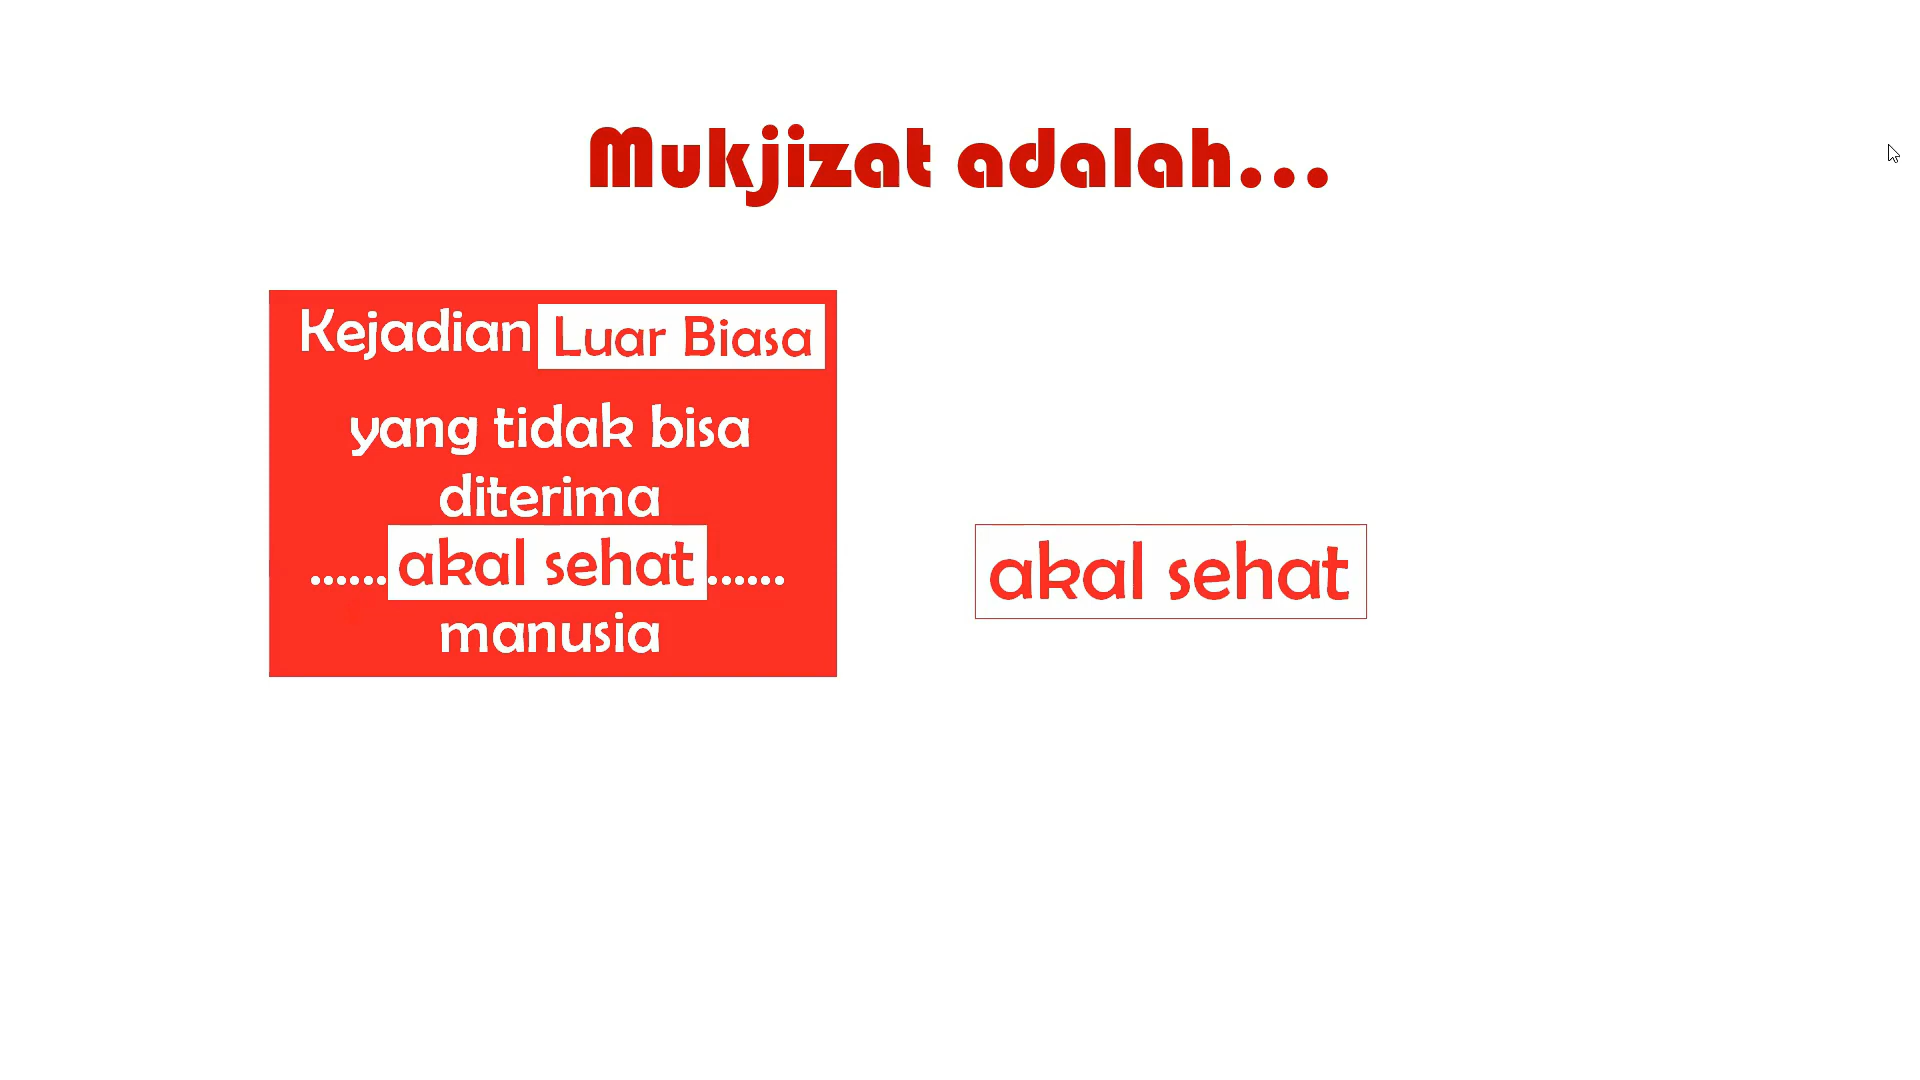 Mukjizat adalah...
Kejadian Luar Biasa
yang tidak bisa
diterima
......akal sehat......
manusia
akal sehat